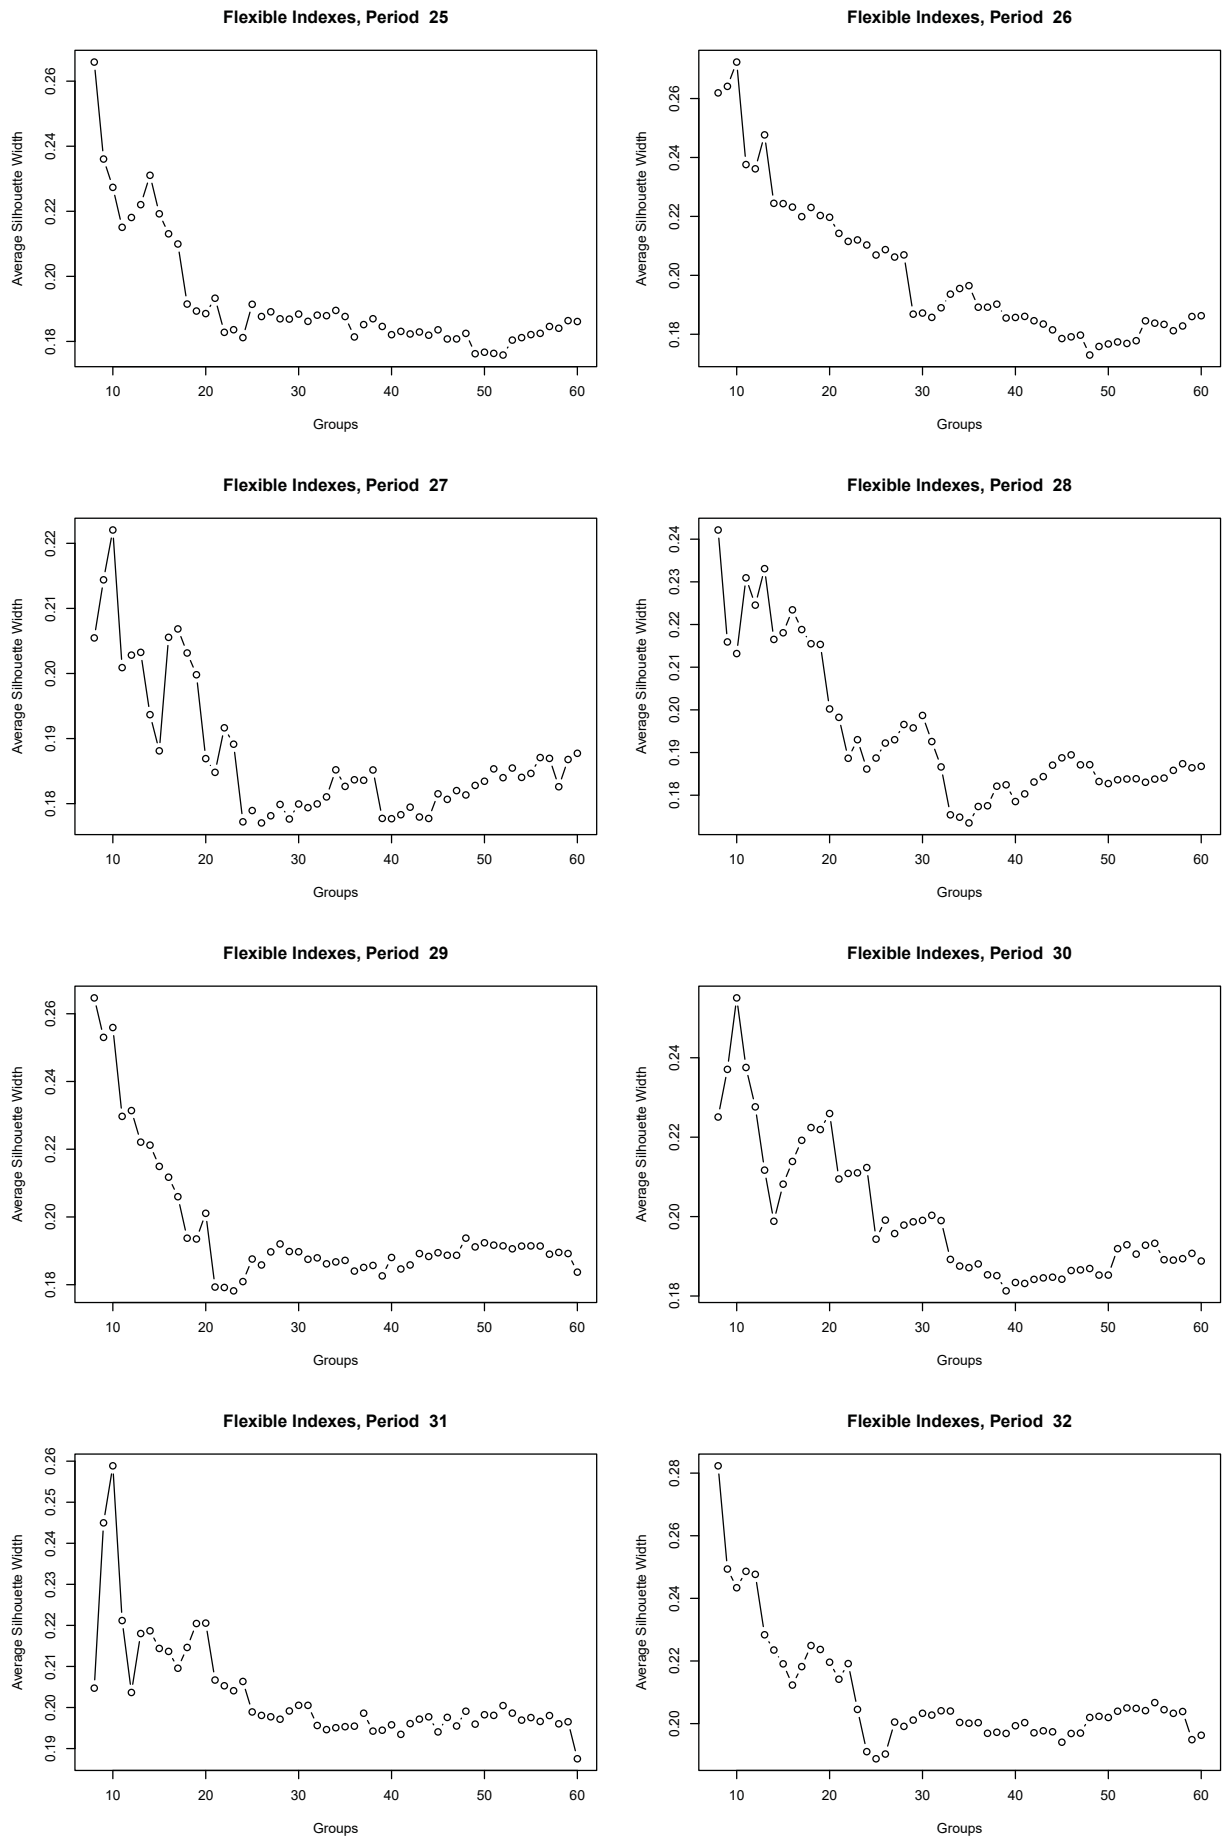 Flexible Indexes, Period 25
Average Silhouette Width
0.18 0.20 0.22 0.24 0.26
10 20 30 40 50 60
Groups
Flexible Indexes, Period 26
Average Silhouette Width
0.18 0.20 0.22 0.24 0.26
10 20 30 40 50 60
Groups
Flexible Indexes, Period 27
Average Silhouette Width
0.18 0.19 0.20 0.21 0.22
10 20 30 40 50 60
Groups
Flexible Indexes, Period 28
Average Silhouette Width
0.18 0.19 0.20 0.21 0.22 0.23 0.24
10 20 30 40 50 60
Groups
Flexible Indexes, Period 29
Average Silhouette Width
0.18 0.20 0.22 0.24 0.26
10 20 30 40 50 60
Groups
Flexible Indexes, Period 30
Average Silhouette Width
0.18 0.20 0.22 0.24
10 20 30 40 50 60
Groups
Flexible Indexes, Period 31
Average Silhouette Width
0.19 0.20 0.21 0.22 0.23 0.24 0.25 0.26
10 20 30 40 50 60
Groups
Flexible Indexes, Period 32
Average Silhouette Width
0.20 0.22 0.24 0.26 0.28
10 20 30 40 50 60
Groups